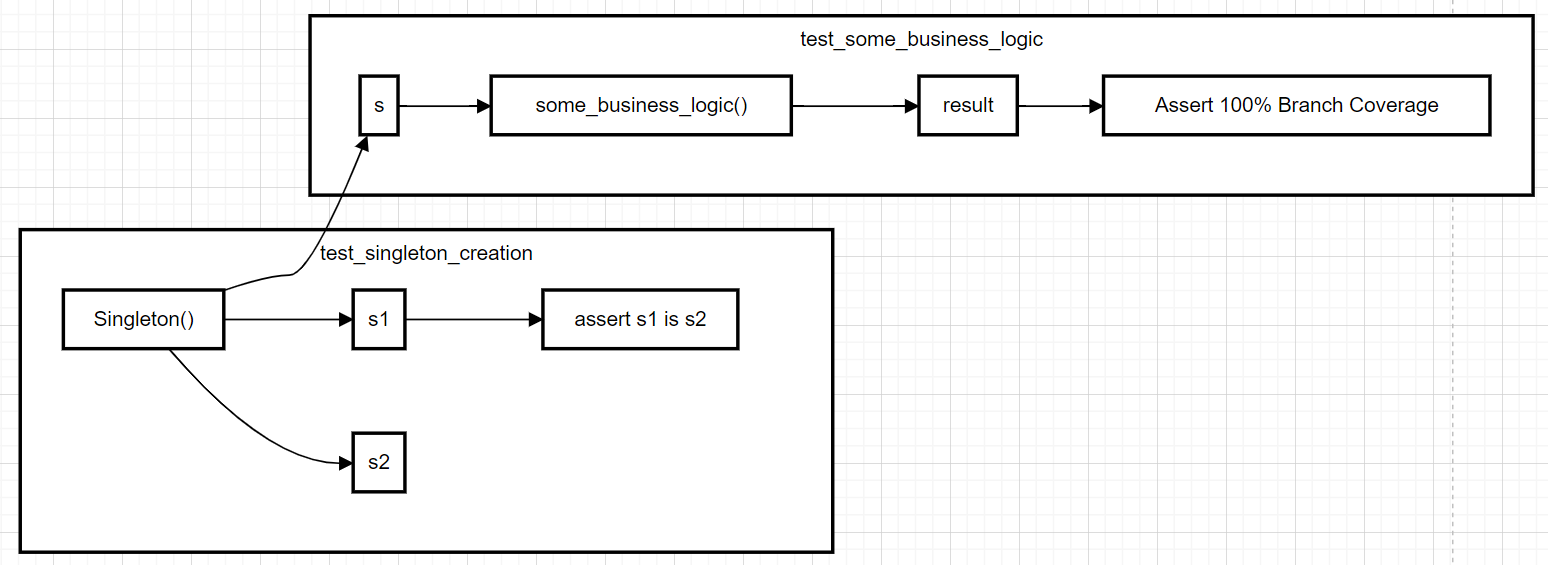 test_some_business_logic
s
some_business_logic()
result
Assert 100% Branch Coverage
test_singleton_creation
Singleton()
s1
assert s1 is s2
s2